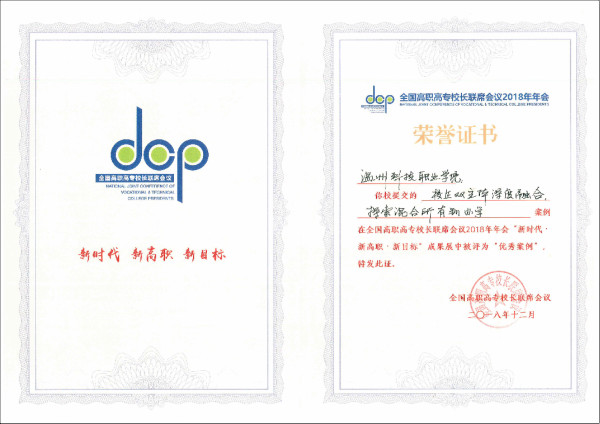 dcp
全国高职高专校长联席会议
NATIONAL JOINT CONFERENCE OF
VOCATIONAL & TECHNICAL
COLLEGE PRESIDENTS
新时代 新高职 新目标
dcp 全国高职高专校长联席会议2018年年会
NATIONAL JOINT CONFERENCE OF VOCATIONAL & TECHNICAL COLLEGE PRESIDENTS
荣誉证书
温州科技职业学院:
你校提交的 校企双主体深度融合,
探索混合所有制办学 案例
在全国高职高专校长联席会议2018年年会“新时代·
新高职·新目标”成果展中被评为“优秀案例”,
特发此证。
全国高职高专校长联席会议
二〇一八年十二月